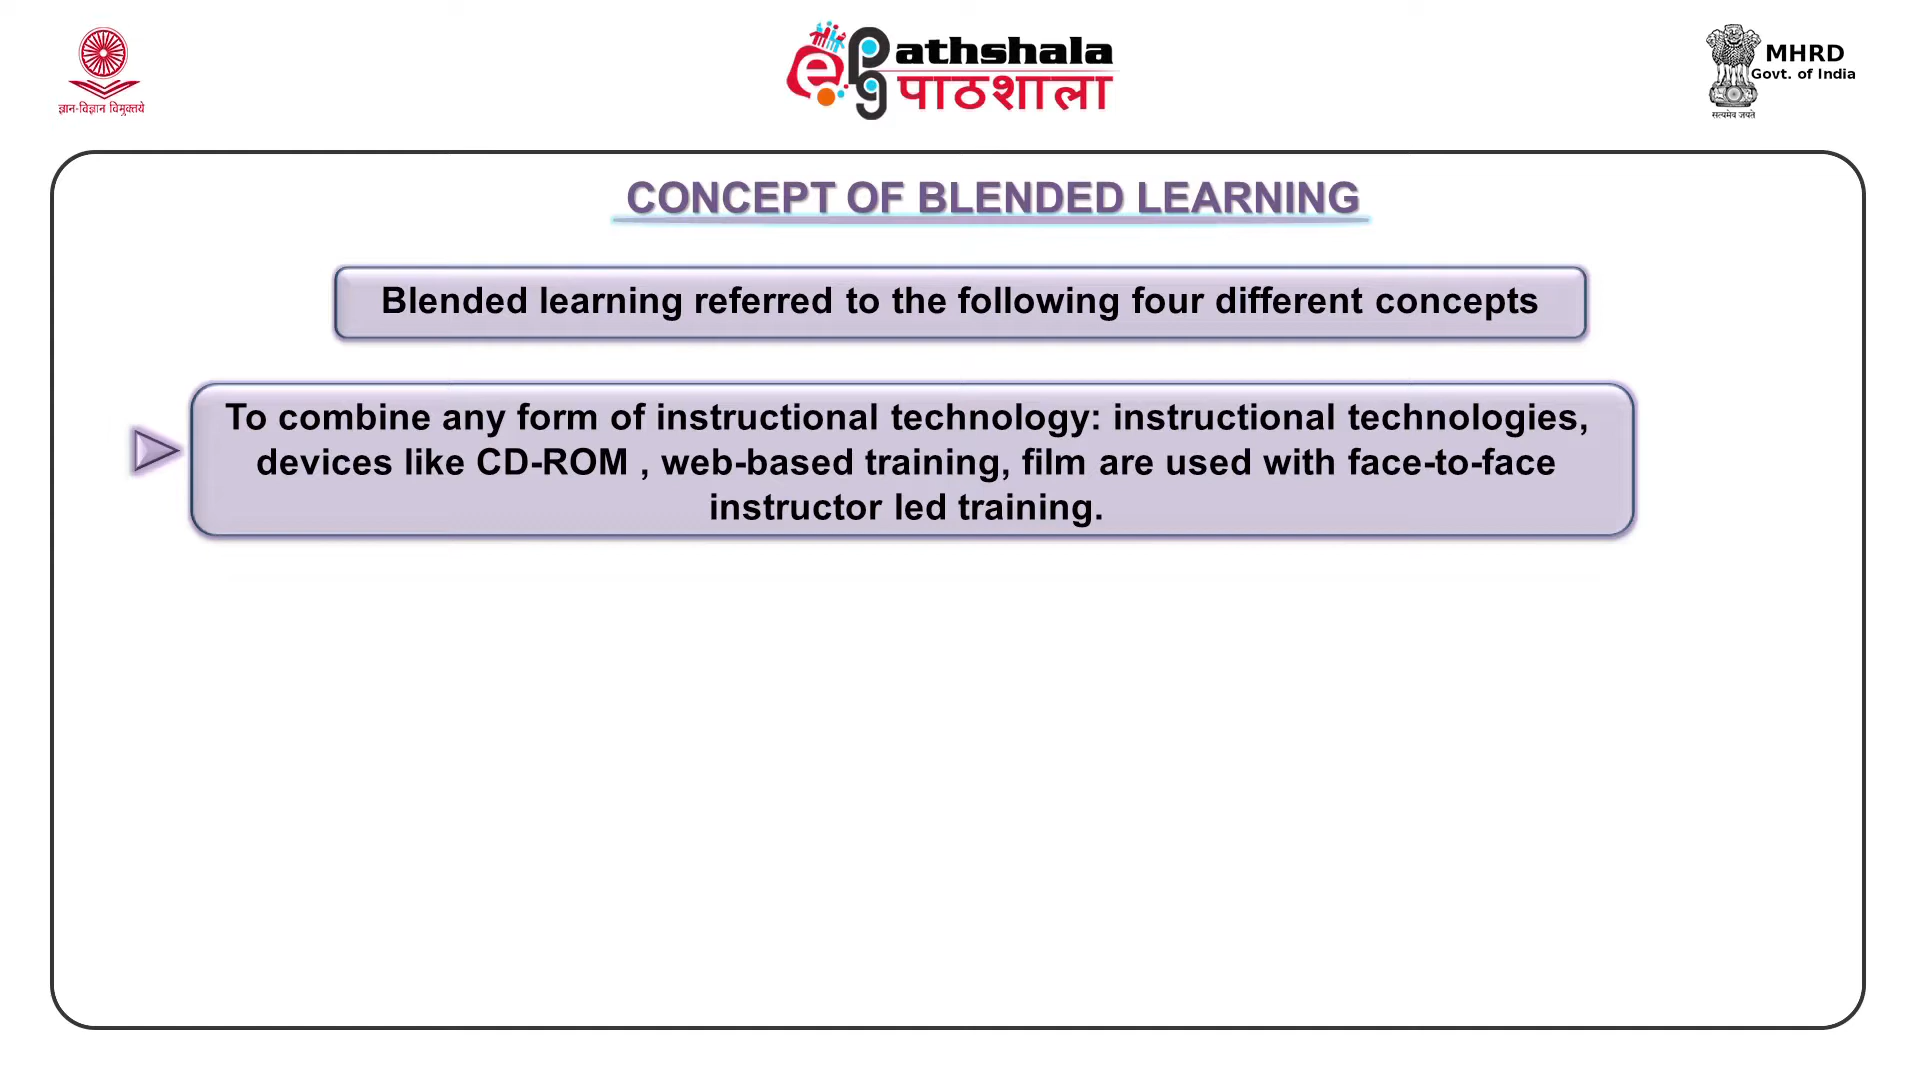 ज्ञान-विज्ञान विमुक्तये
ePGathshala
पाठशाला
MHRD
Govt. of India
सत्यमेव जयते
CONCEPT OF BLENDED LEARNING
Blended learning referred to the following four different concepts
To combine any form of instructional technology: instructional technologies,
devices like CD-ROM , web-based training, film are used with face-to-face
instructor led training.